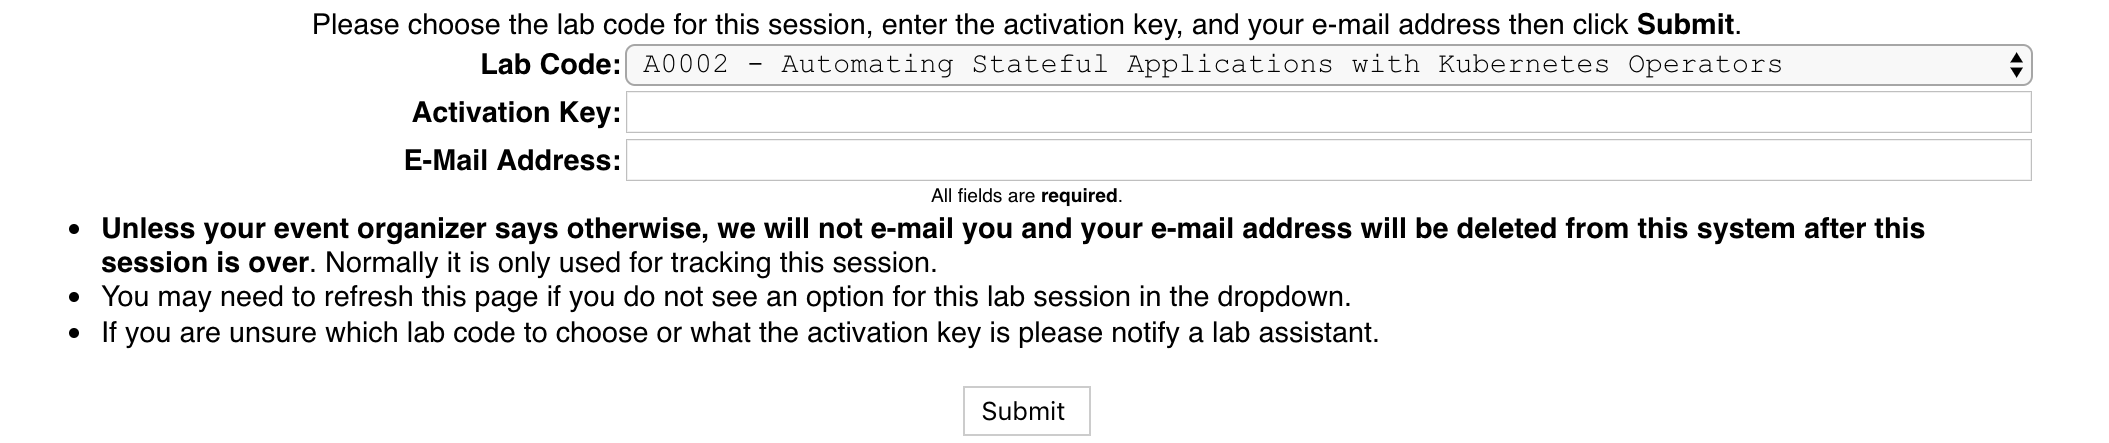 Please choose the lab code for this session, enter the activation key, and your e-mail address then click Submit.
Lab Code: A0002 - Automating Stateful Applications with Kubernetes Operators
Activation Key:
E-Mail Address:
All fields are required.
• Unless your event organizer says otherwise, we will not e-mail you and your e-mail address will be deleted from this system after this
session is over. Normally it is only used for tracking this session.
• You may need to refresh this page if you do not see an option for this lab session in the dropdown.
• If you are unsure which lab code to choose or what the activation key is please notify a lab assistant.
Submit